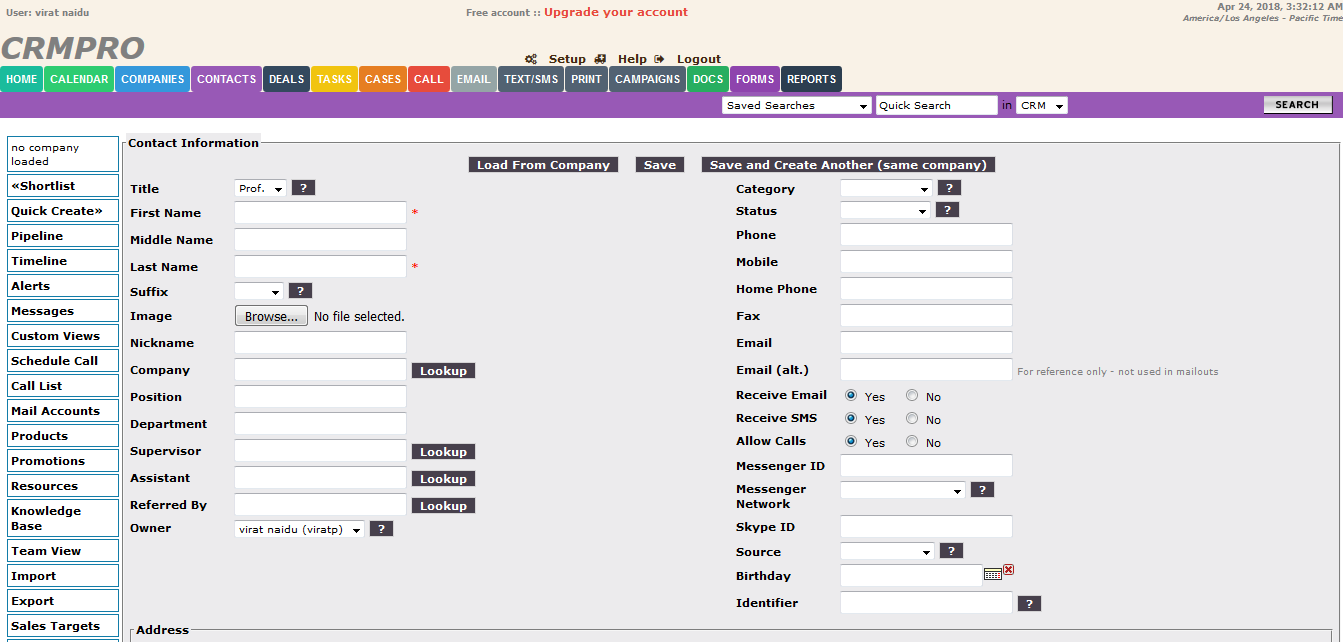 User: virat naidu
Free account :: Upgrade your account
Apr 24, 2018, 3:32:12 AM
America/Los Angeles - Pacific Time
CRMPRO
Setup Help Logout
HOME CALENDAR COMPANIES CONTACTS DEALS TASKS CASES CALL EMAIL TEXT/SMS PRINT CAMPAIGNS DOCS FORMS REPORTS
Saved Searches Quick Search in CRM SEARCH
no company
loaded
«Shortlist
Quick Create»
Pipeline
Timeline
Alerts
Messages
Custom Views
Schedule Call
Call List
Mail Accounts
Products
Promotions
Resources
Knowledge
Base
Team View
Import
Export
Sales Targets
Contact Information
Load From Company Save Save and Create Another (same company)
Title Prof. ?
First Name *
Middle Name
Last Name *
Suffix ?
Image Browse... No file selected.
Nickname
Company Lookup
Position
Department
Supervisor Lookup
Assistant Lookup
Referred By Lookup
Owner virat naidu (viratp) ?
Category ?
Status ?
Phone
Mobile
Home Phone
Fax
Email
Email (alt.) For reference only - not used in mailouts
Receive Email Yes No
Receive SMS Yes No
Allow Calls Yes No
Messenger ID
Messenger
Network ?
Skype ID
Source ?
Birthday
Identifier ?
Address